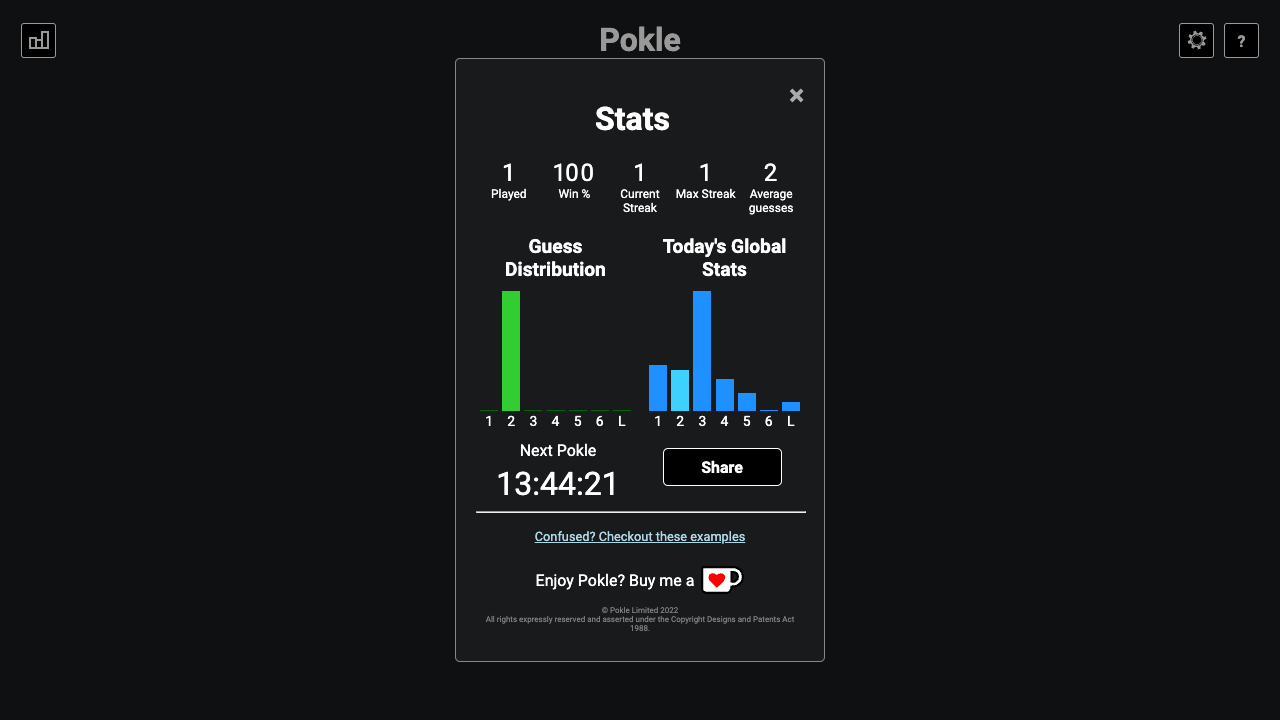 Pokle
?
Stats
1
Played
100
Win %
1
Current
Streak
1
Max Streak
2
Average
guesses
Guess
Distribution
1 2 3 4 5 6 L
Today's Global
Stats
1 2 3 4 5 6 L
Next Pokle
13:44:21
Share
Confused? Checkout these examples
Enjoy Pokle? Buy me a
© Pokle Limited 2022
All rights expressly reserved and asserted under the Copyright Designs and Patents Act
1988.